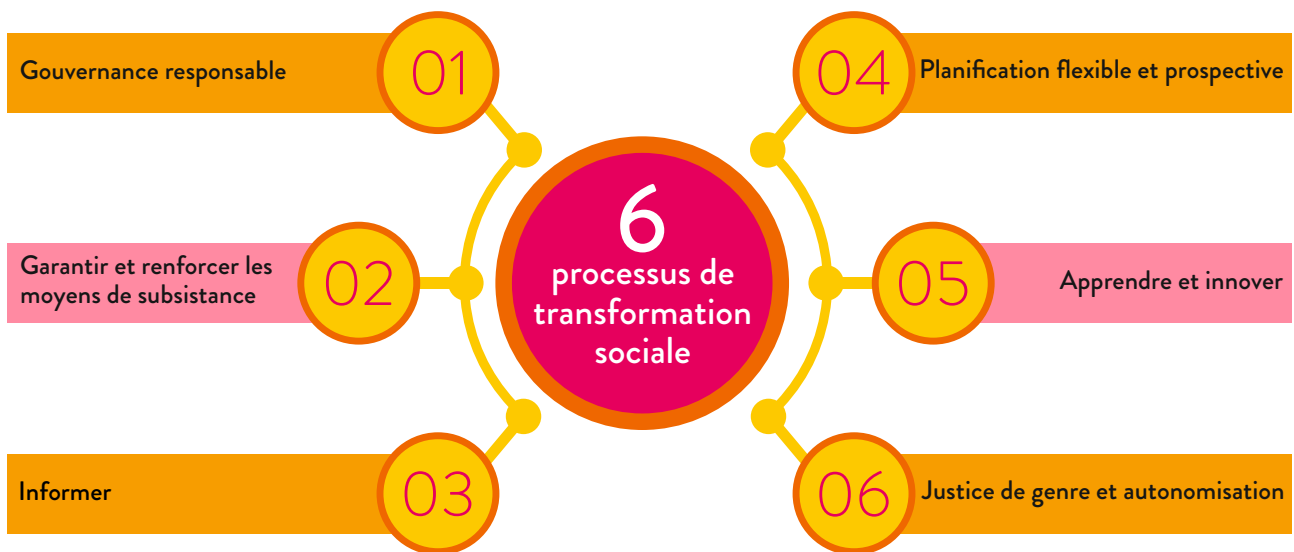 01
Gouvernance responsable
02
Garantir et renforcer les
moyens de subsistance
03
Informer
6
processus de
transformation
sociale
04
Planification flexible et prospective
05
Apprendre et innover
06
Justice de genre et autonomisation